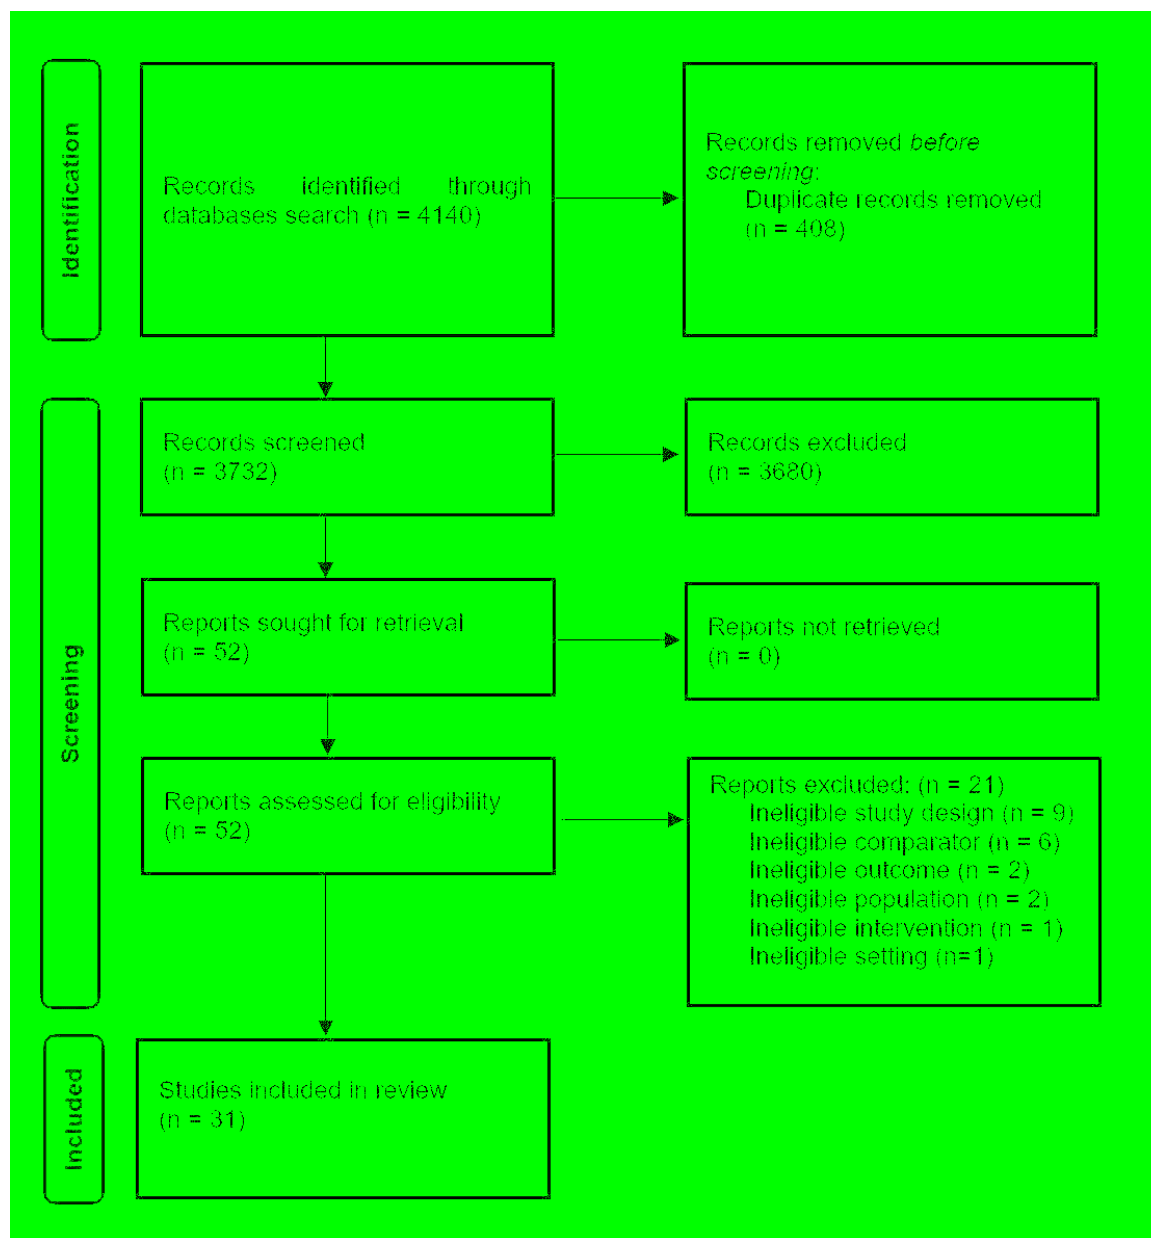 Identification
Records identified through
databases search (n = 4140)
Records removed before
screening:
Duplicate records removed
(n = 408)
Screening
Records screened
(n = 3732)
Records excluded
(n = 3680)
Reports sought for retrieval
(n = 52)
Reports not retrieved
(n = 0)
Reports assessed for eligibility
(n = 52)
Reports excluded: (n = 21)
Ineligible study design (n = 9)
Ineligible comparator (n = 6)
Ineligible outcome (n = 2)
Ineligible population (n = 2)
Ineligible intervention (n = 1)
Ineligible setting (n=1)
Included
Studies included in review
(n = 31)